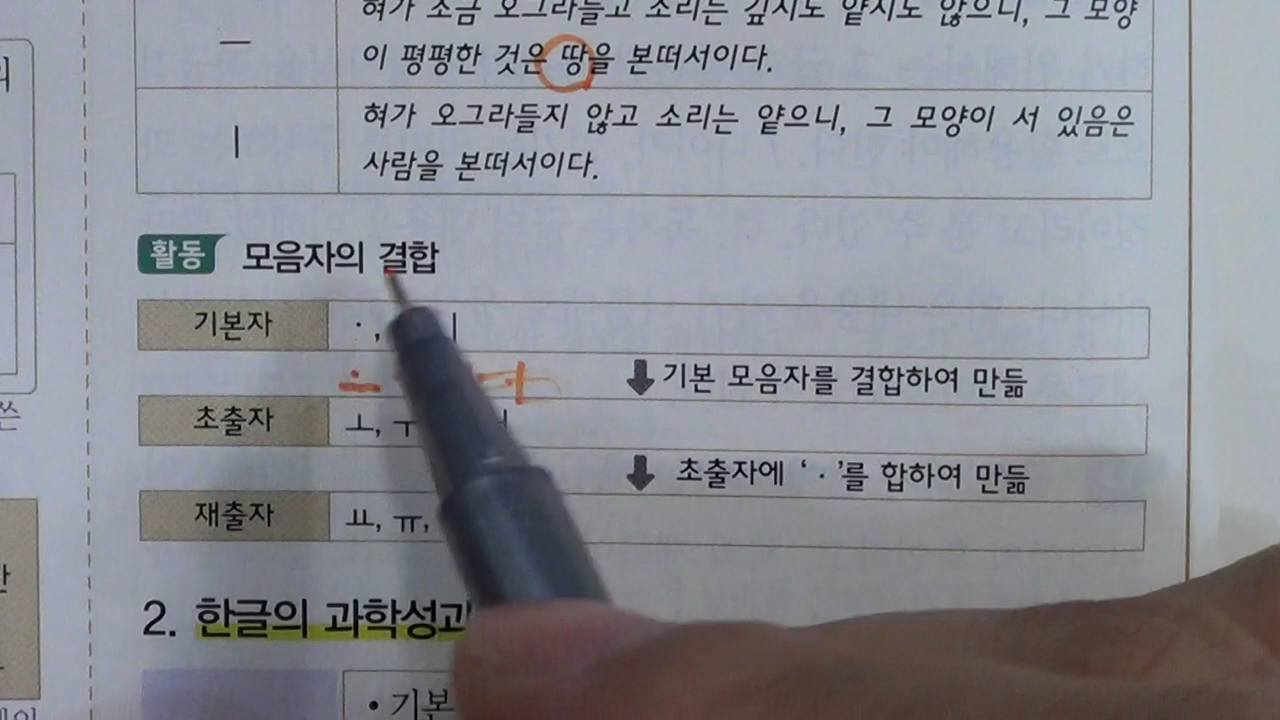 혀가 조금 오그라들고 소리는 깊지도 얕지도 않으니, 그 모양
ㅡ
이 평평한 것은 땅을 본떠서이다.
혀가 오그라들지 않고 소리는 얕으니, 그 모양이 서 있음은
ㅣ
사람을 본떠서이다.
활동 모음자의 결합
기본자 ㆍ, ㅣ
기본 모음자를 결합하여 만듦
초출자 ㅗ, ㅜ
초출자에 ‘ㆍ’를 합하여 만듦
재출자 ㅛ, ㅠ,
2. 한글의 과학성과
• 기본